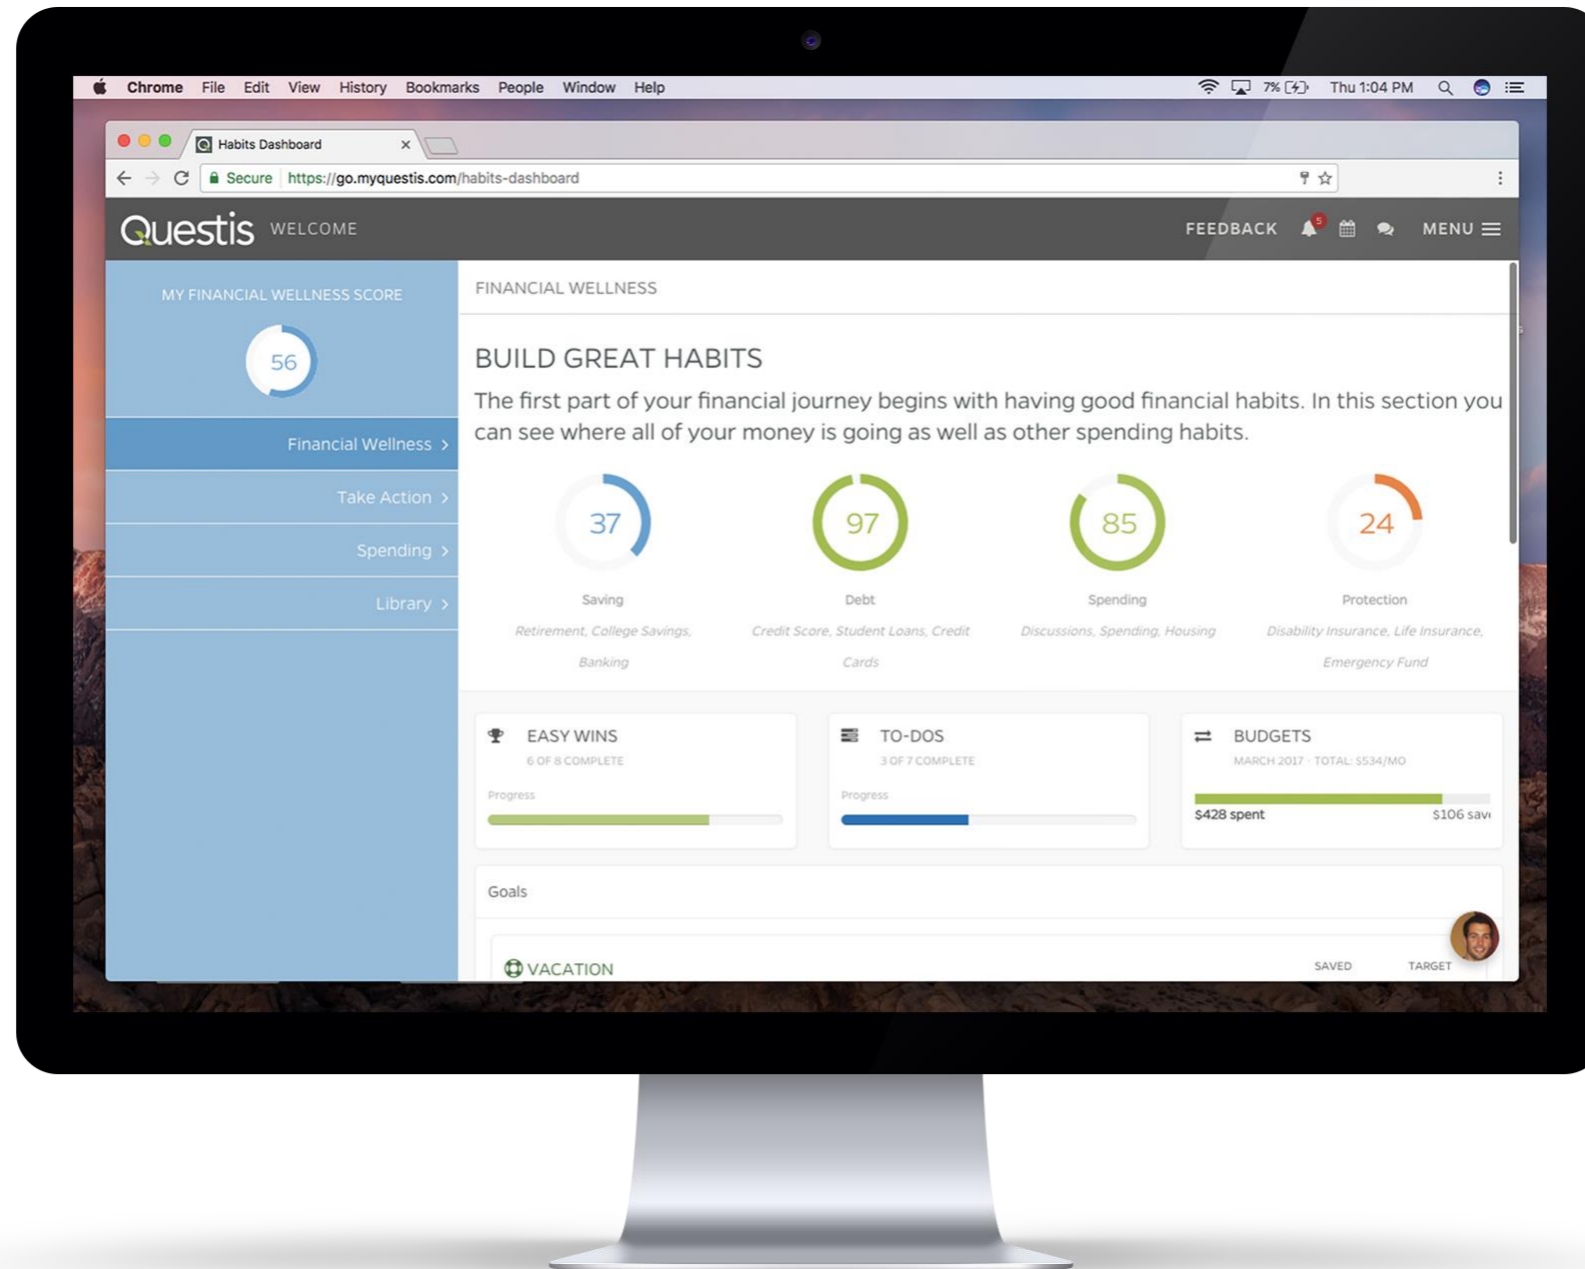 Chrome File Edit View History Bookmarks People Window Help 7% Thu 1:04 PM
Habits Dashboard
Secure https://go.myquestis.com/habits-dashboard
Questis WELCOME FEEDBACK 5 MENU
MY FINANCIAL WELLNESS SCORE
56
Financial Wellness >
Take Action >
Spending >
Library >
FINANCIAL WELLNESS
BUILD GREAT HABITS
The first part of your financial journey begins with having good financial habits. In this section you
can see where all of your money is going as well as other spending habits.
37
Saving
Retirement, College Savings,
Banking
97
Debt
Credit Score, Student Loans, Credit
Cards
85
Spending
Discussions, Spending, Housing
24
Protection
Disability Insurance, Life Insurance,
Emergency Fund
EASY WINS
6 OF 8 COMPLETE
Progress
TO-DOS
3 OF 7 COMPLETE
Progress
BUDGETS
MARCH 2017 · TOTAL: $534/MO
$428 spent $106 sav
Goals
VACATION SAVED TARGET